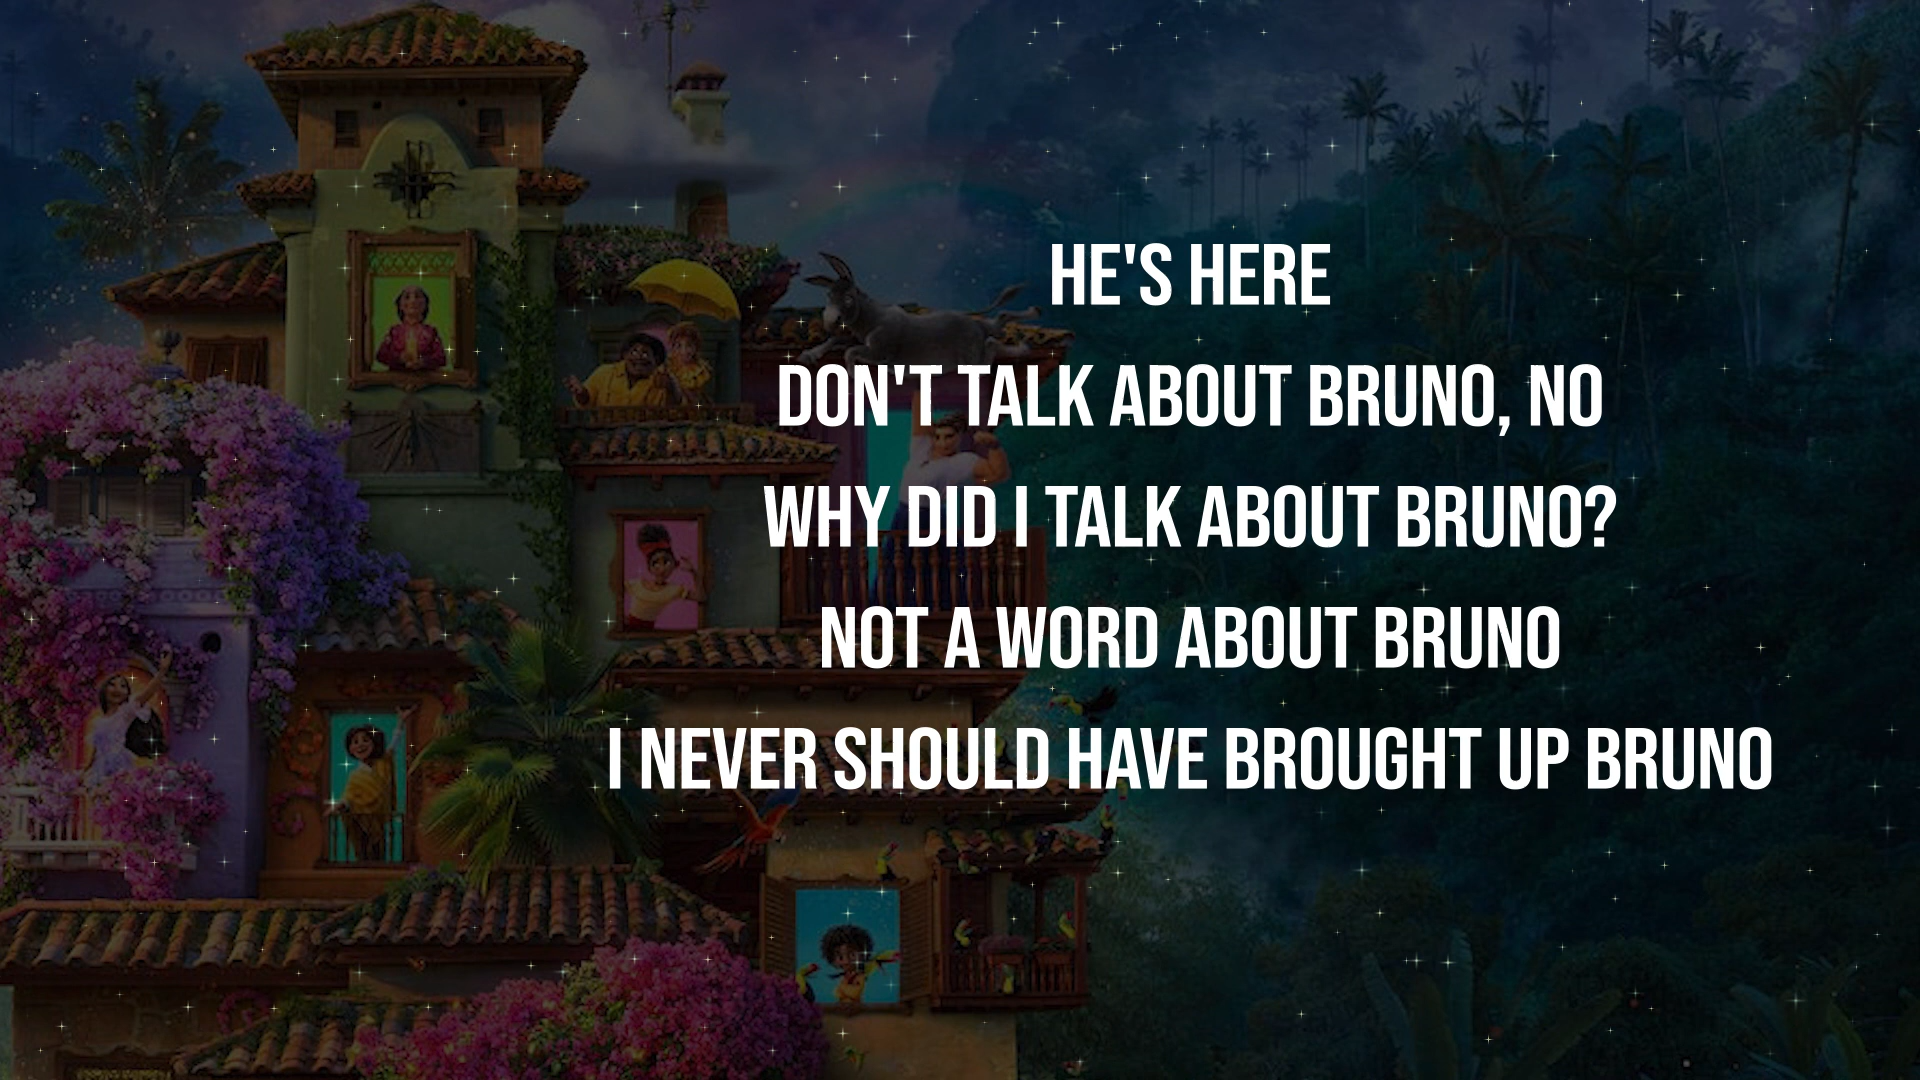 HE'S HERE
DON'T TALK ABOUT BRUNO, NO
WHY DID I TALK ABOUT BRUNO?
NOT A WORD ABOUT BRUNO
I NEVER SHOULD HAVE BROUGHT UP BRUNO